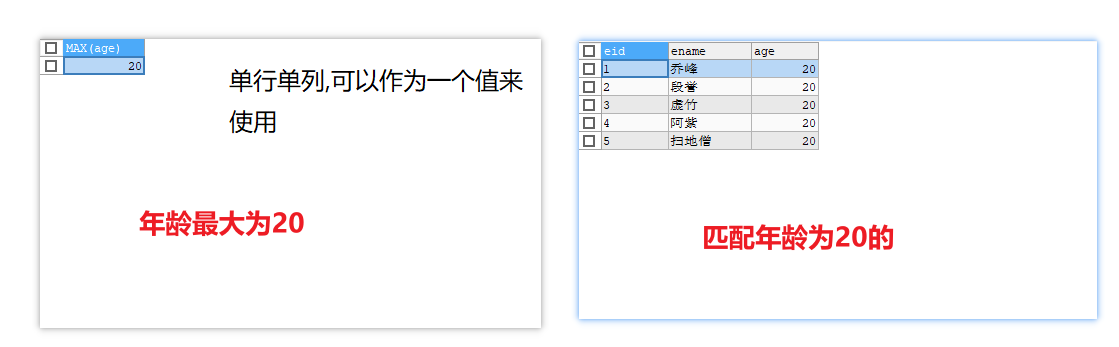 MAX(age)
20
单行单列,可以作为一个值来
使用
年龄最大为20
eid ename age
1 乔峰 20
2 段誉 20
3 虚竹 20
4 阿紫 20
5 扫地僧 20
匹配年龄为20的